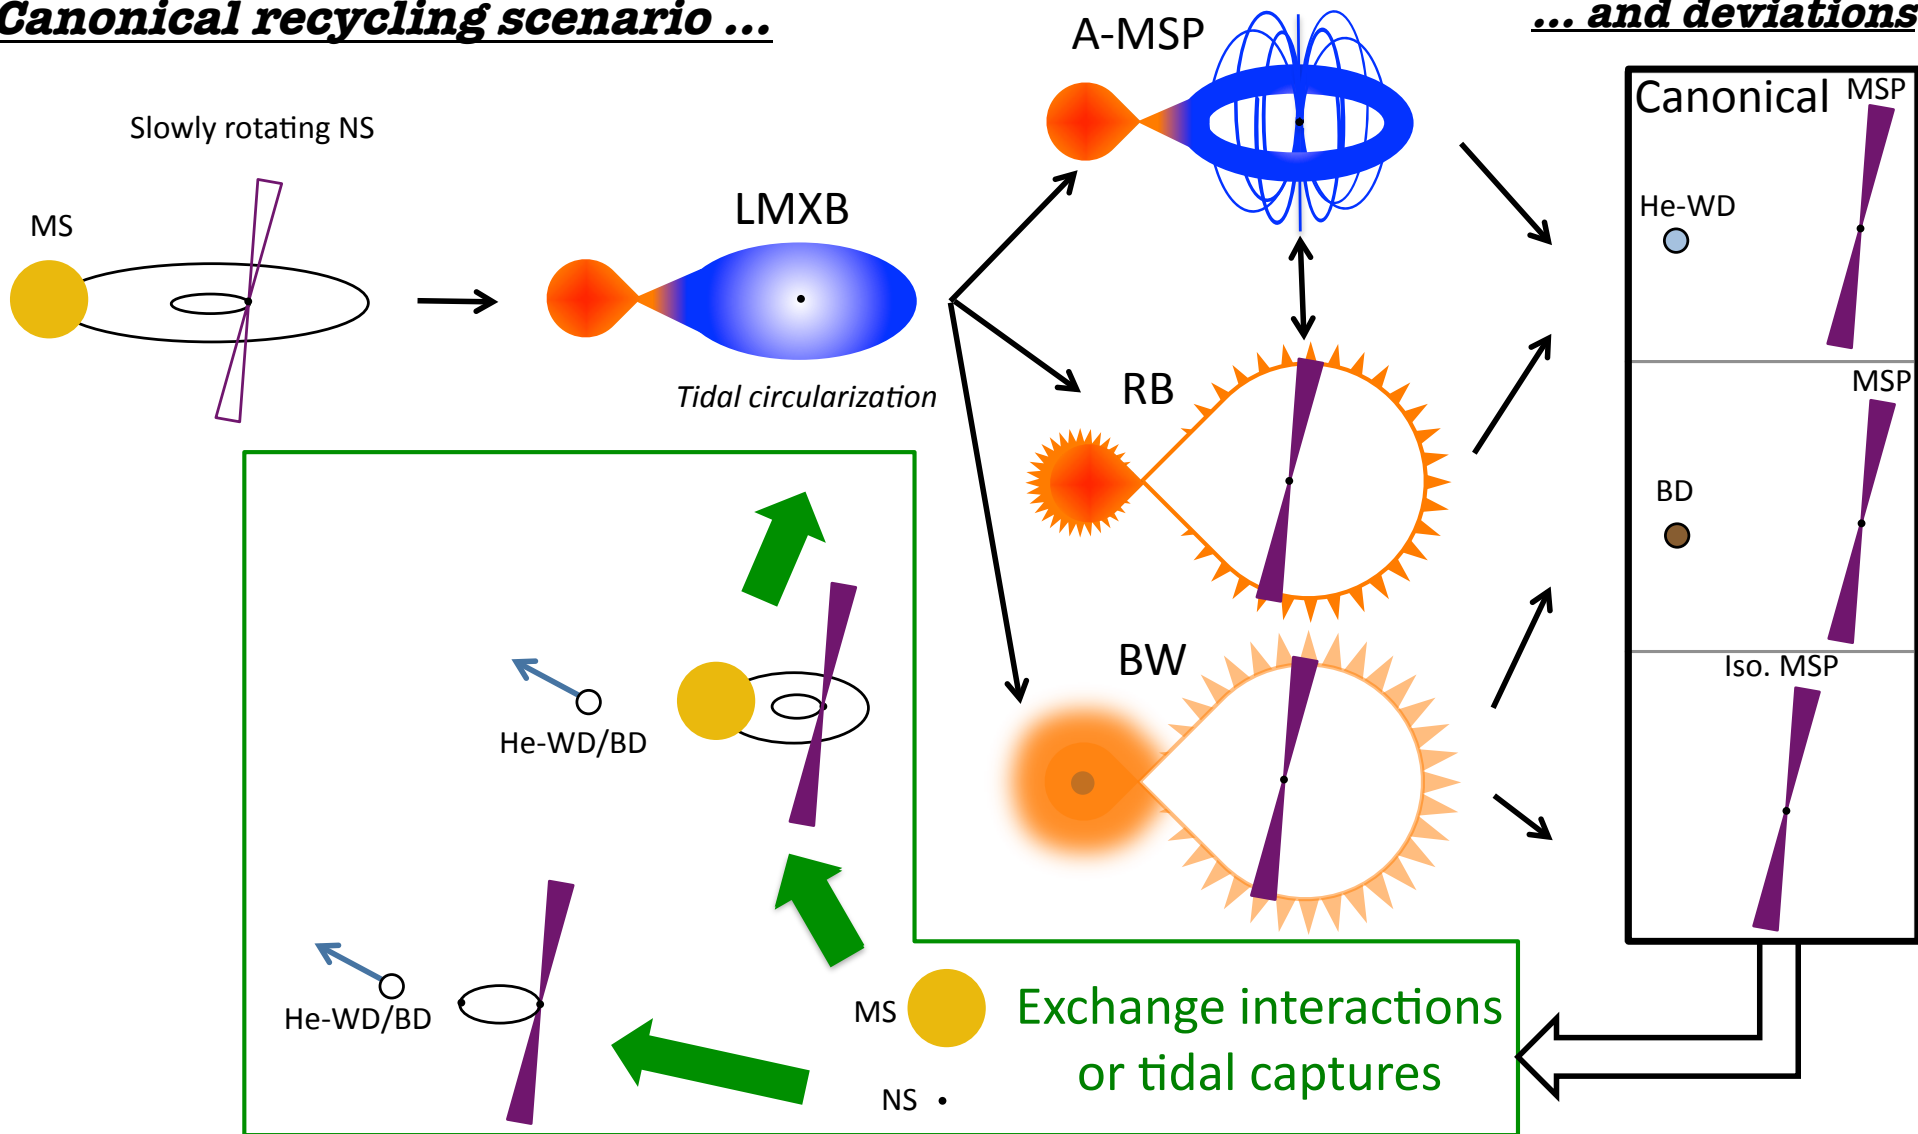 Canonical recycling scenario ...
... and deviations
A-MSP
Canonical
MSP
Slowly rotating NS
MS
LMXB
He-WD
Tidal circularization
RB
MSP
BD
BW
Iso. MSP
He-WD/BD
He-WD/BD
MS
NS
Exchange interactions
or tidal captures